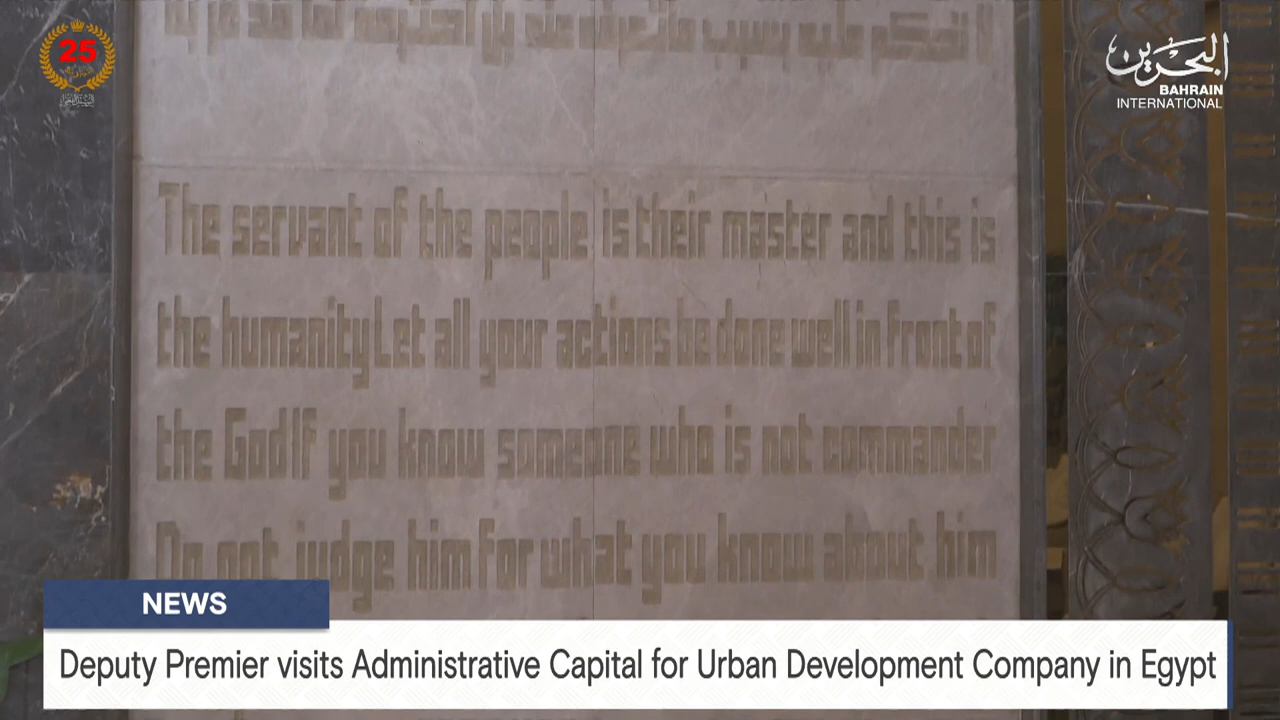 25
البحرين
BAHRAIN
INTERNATIONAL
The servant of the people is their master and this is
the humanity Let all your actions be done well in front of
the God If you know someone who is not commander
Do not judge him for what you know about him
NEWS
Deputy Premier visits Administrative Capital for Urban Development Company in Egypt